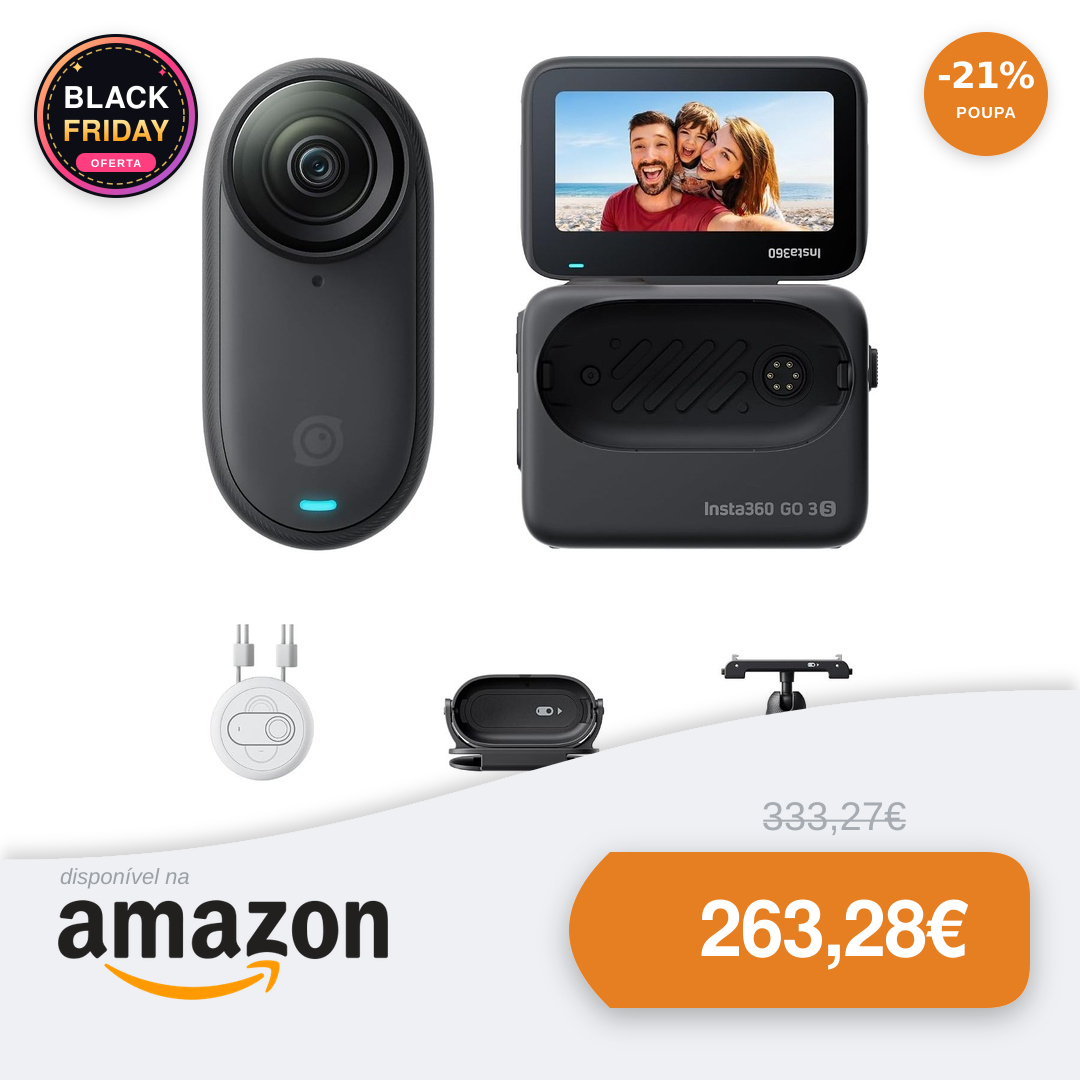 BLACK
FRIDAY
OFERTA
-21%
POUPA
Insta360
Insta360 GO 3S
333,27€
disponível na
amazon
263,28€